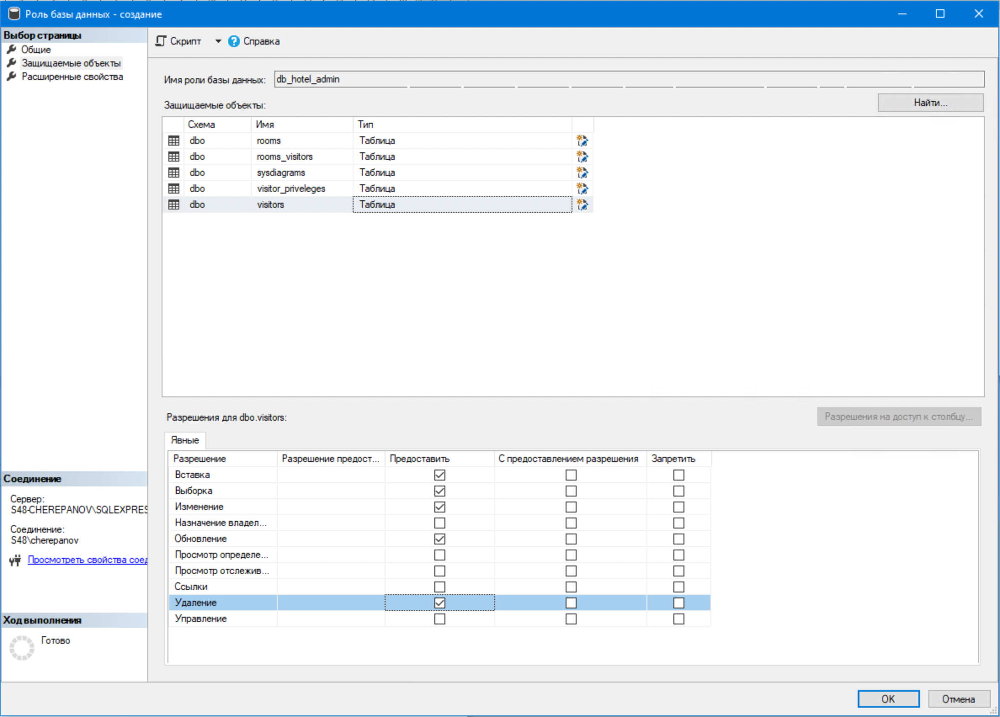 Роль базы данных - создание
Выбор страницы
Общие
Защищаемые объекты
Расширенные свойства
Скрипт Справка
Имя роли базы данных: db_hotel_admin
Защищаемые объекты:
Найти...
Схема Имя Тип
dbo rooms Таблица
dbo rooms_visitors Таблица
dbo sysdiagrams Таблица
dbo visitor_priveleges Таблица
dbo visitors Таблица
Разрешения для dbo.visitors:
Разрешения на доступ к столбцу...
Явные
Разрешение Разрешение предост... Предоставить С предоставлением разрешения Запретить
Вставка
Выборка
Изменение
Назначение владел...
Обновление
Просмотр определе...
Просмотр отслежив...
Ссылки
Удаление
Управление
Соединение
Сервер:
S48-CHEREPANOV\SQLEXPRES
Соединение:
S48\cherepanov
Просмотреть свойства соед
Ход выполнения
Готово
OK Отмена